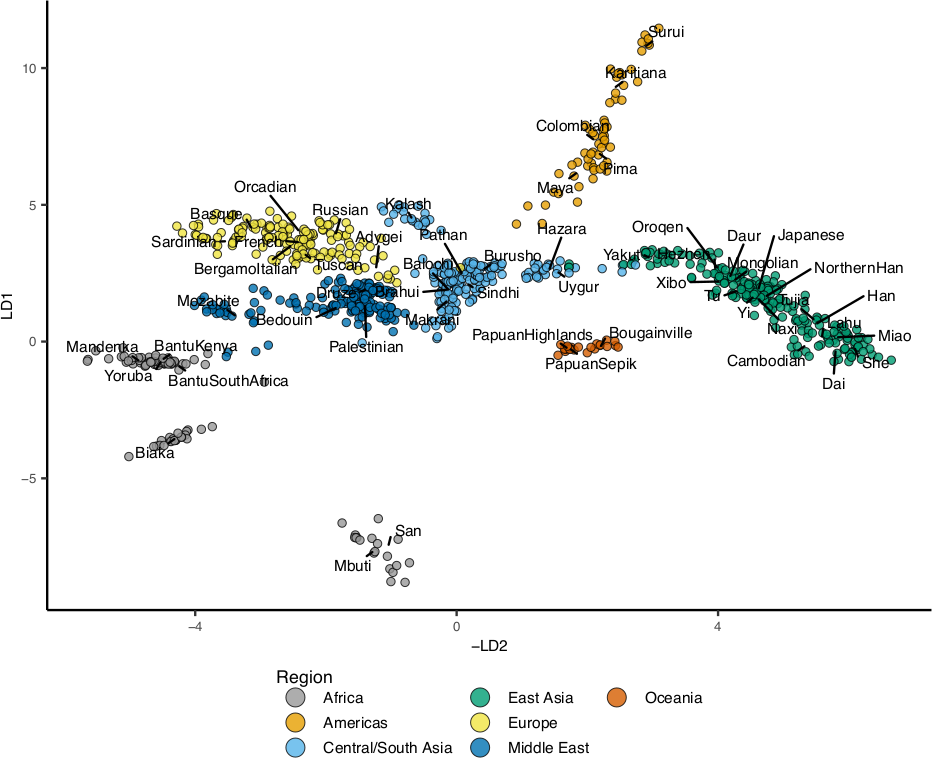 10
5
0
−5
LD1
−4
0
4
−LD2
Surui
Karitiana
Colombian
Pima
Maya
Orcadian
Basque
Russian
Kalash
Sardinian
French
Adygei
Pathan
Hazara
Oroqen
Daur
Japanese
BergamoItalian
Tuscan
Balochi
Burusho
Yakut
Hezhen
Mongolian
NorthernHan
Mozabite
Druze
Brahui
Sindhi
Uygur
Xibo
Tu
Tujia
Han
Bedouin
Makrani
Yi
Naxi
Lahu
Miao
Mandenka
BantuKenya
Palestinian
PapuanHighlands
Bougainville
Yoruba
BantuSouthAfrica
PapuanSepik
Cambodian
She
Dai
Biaka
San
Mbuti
Region
Africa
Americas
Central/South Asia
East Asia
Europe
Middle East
Oceania